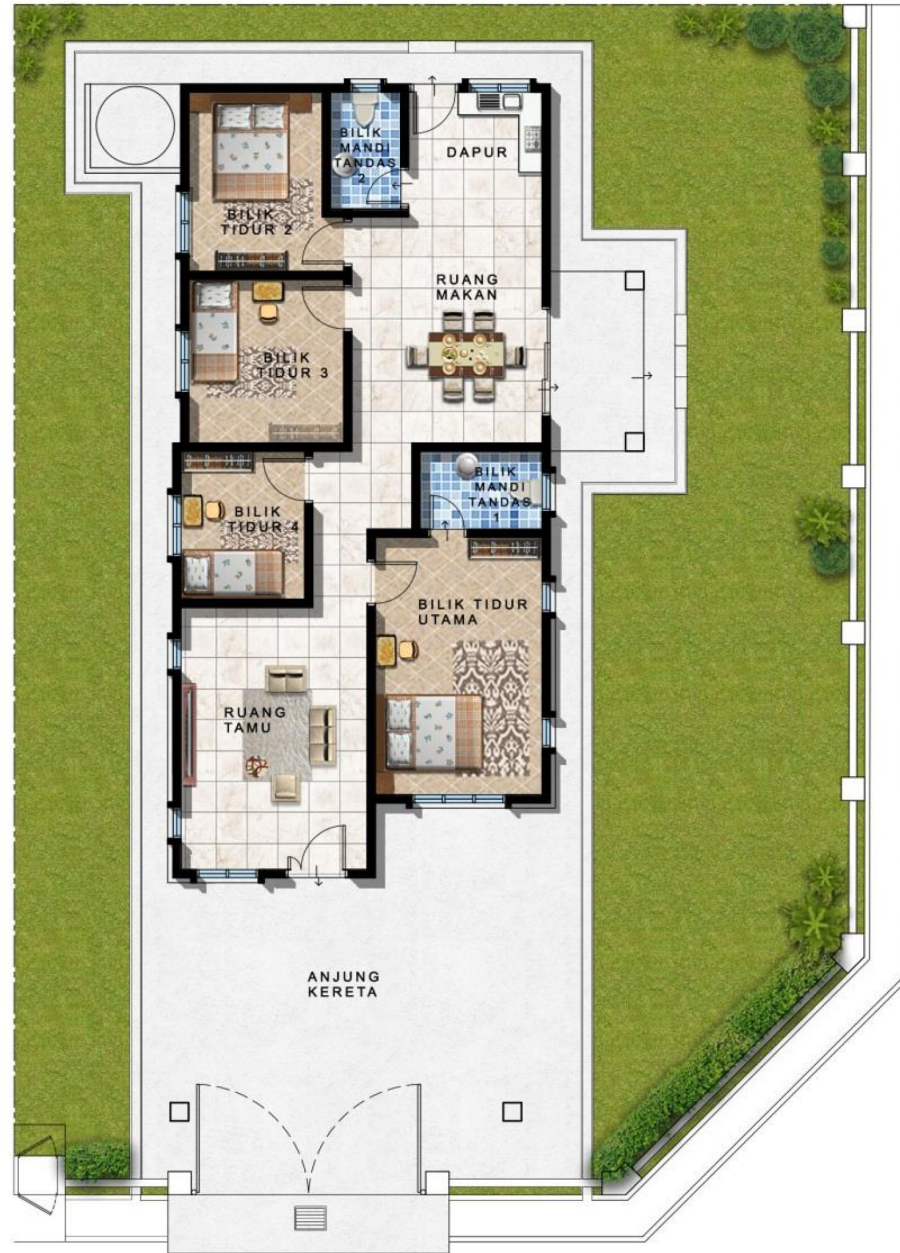 BILIK
MANDI
TANDAS
2
DAPUR
BILIK
TIDUR 2
RUANG
MAKAN
BILIK
TIDUR 3
BILIK
MANDI
TANDAS
1
BILIK
TIDUR 4
BILIK TIDUR
UTAMA
RUANG
TAMU
ANJUNG
KERETA